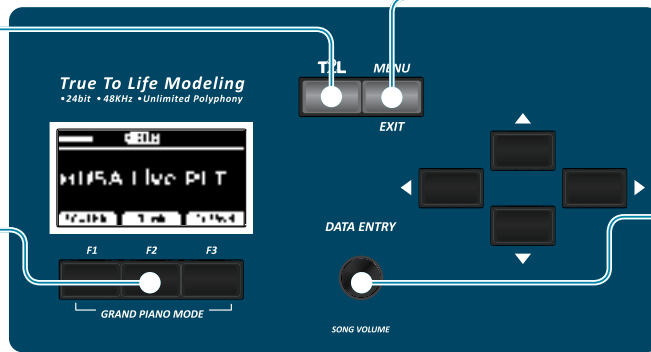 True To Life Modeling
•24bit •48KHz •Unlimited Polyphony
T2L
MENU
EXIT
F1
F2
F3
GRAND PIANO MODE
DATA ENTRY
SONG VOLUME